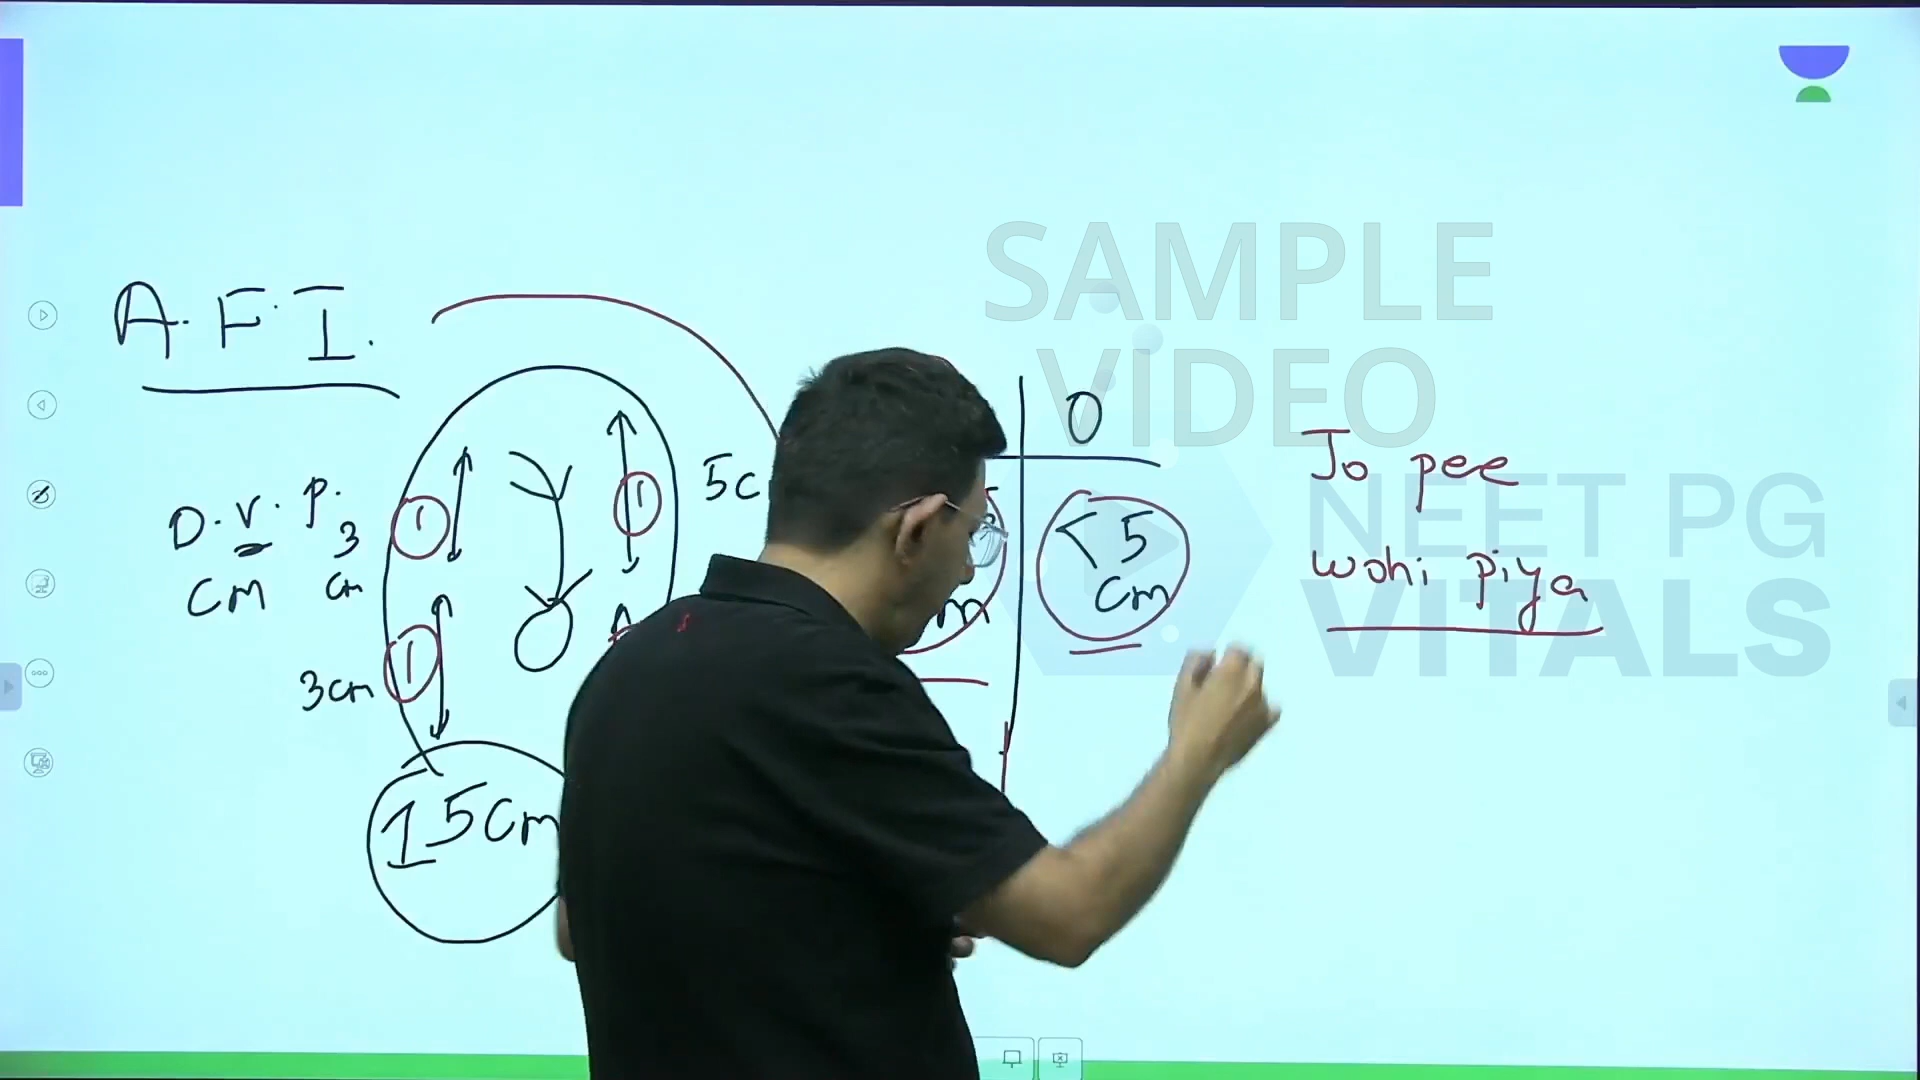 SAMPLE
VIDEO
NEET PG
VITALS
A.F.I.
D.V.P.
cm
3
cm
1
1
5c
1
3cm
15cm
O
<5
cm
m
Jo pee
wohi piya